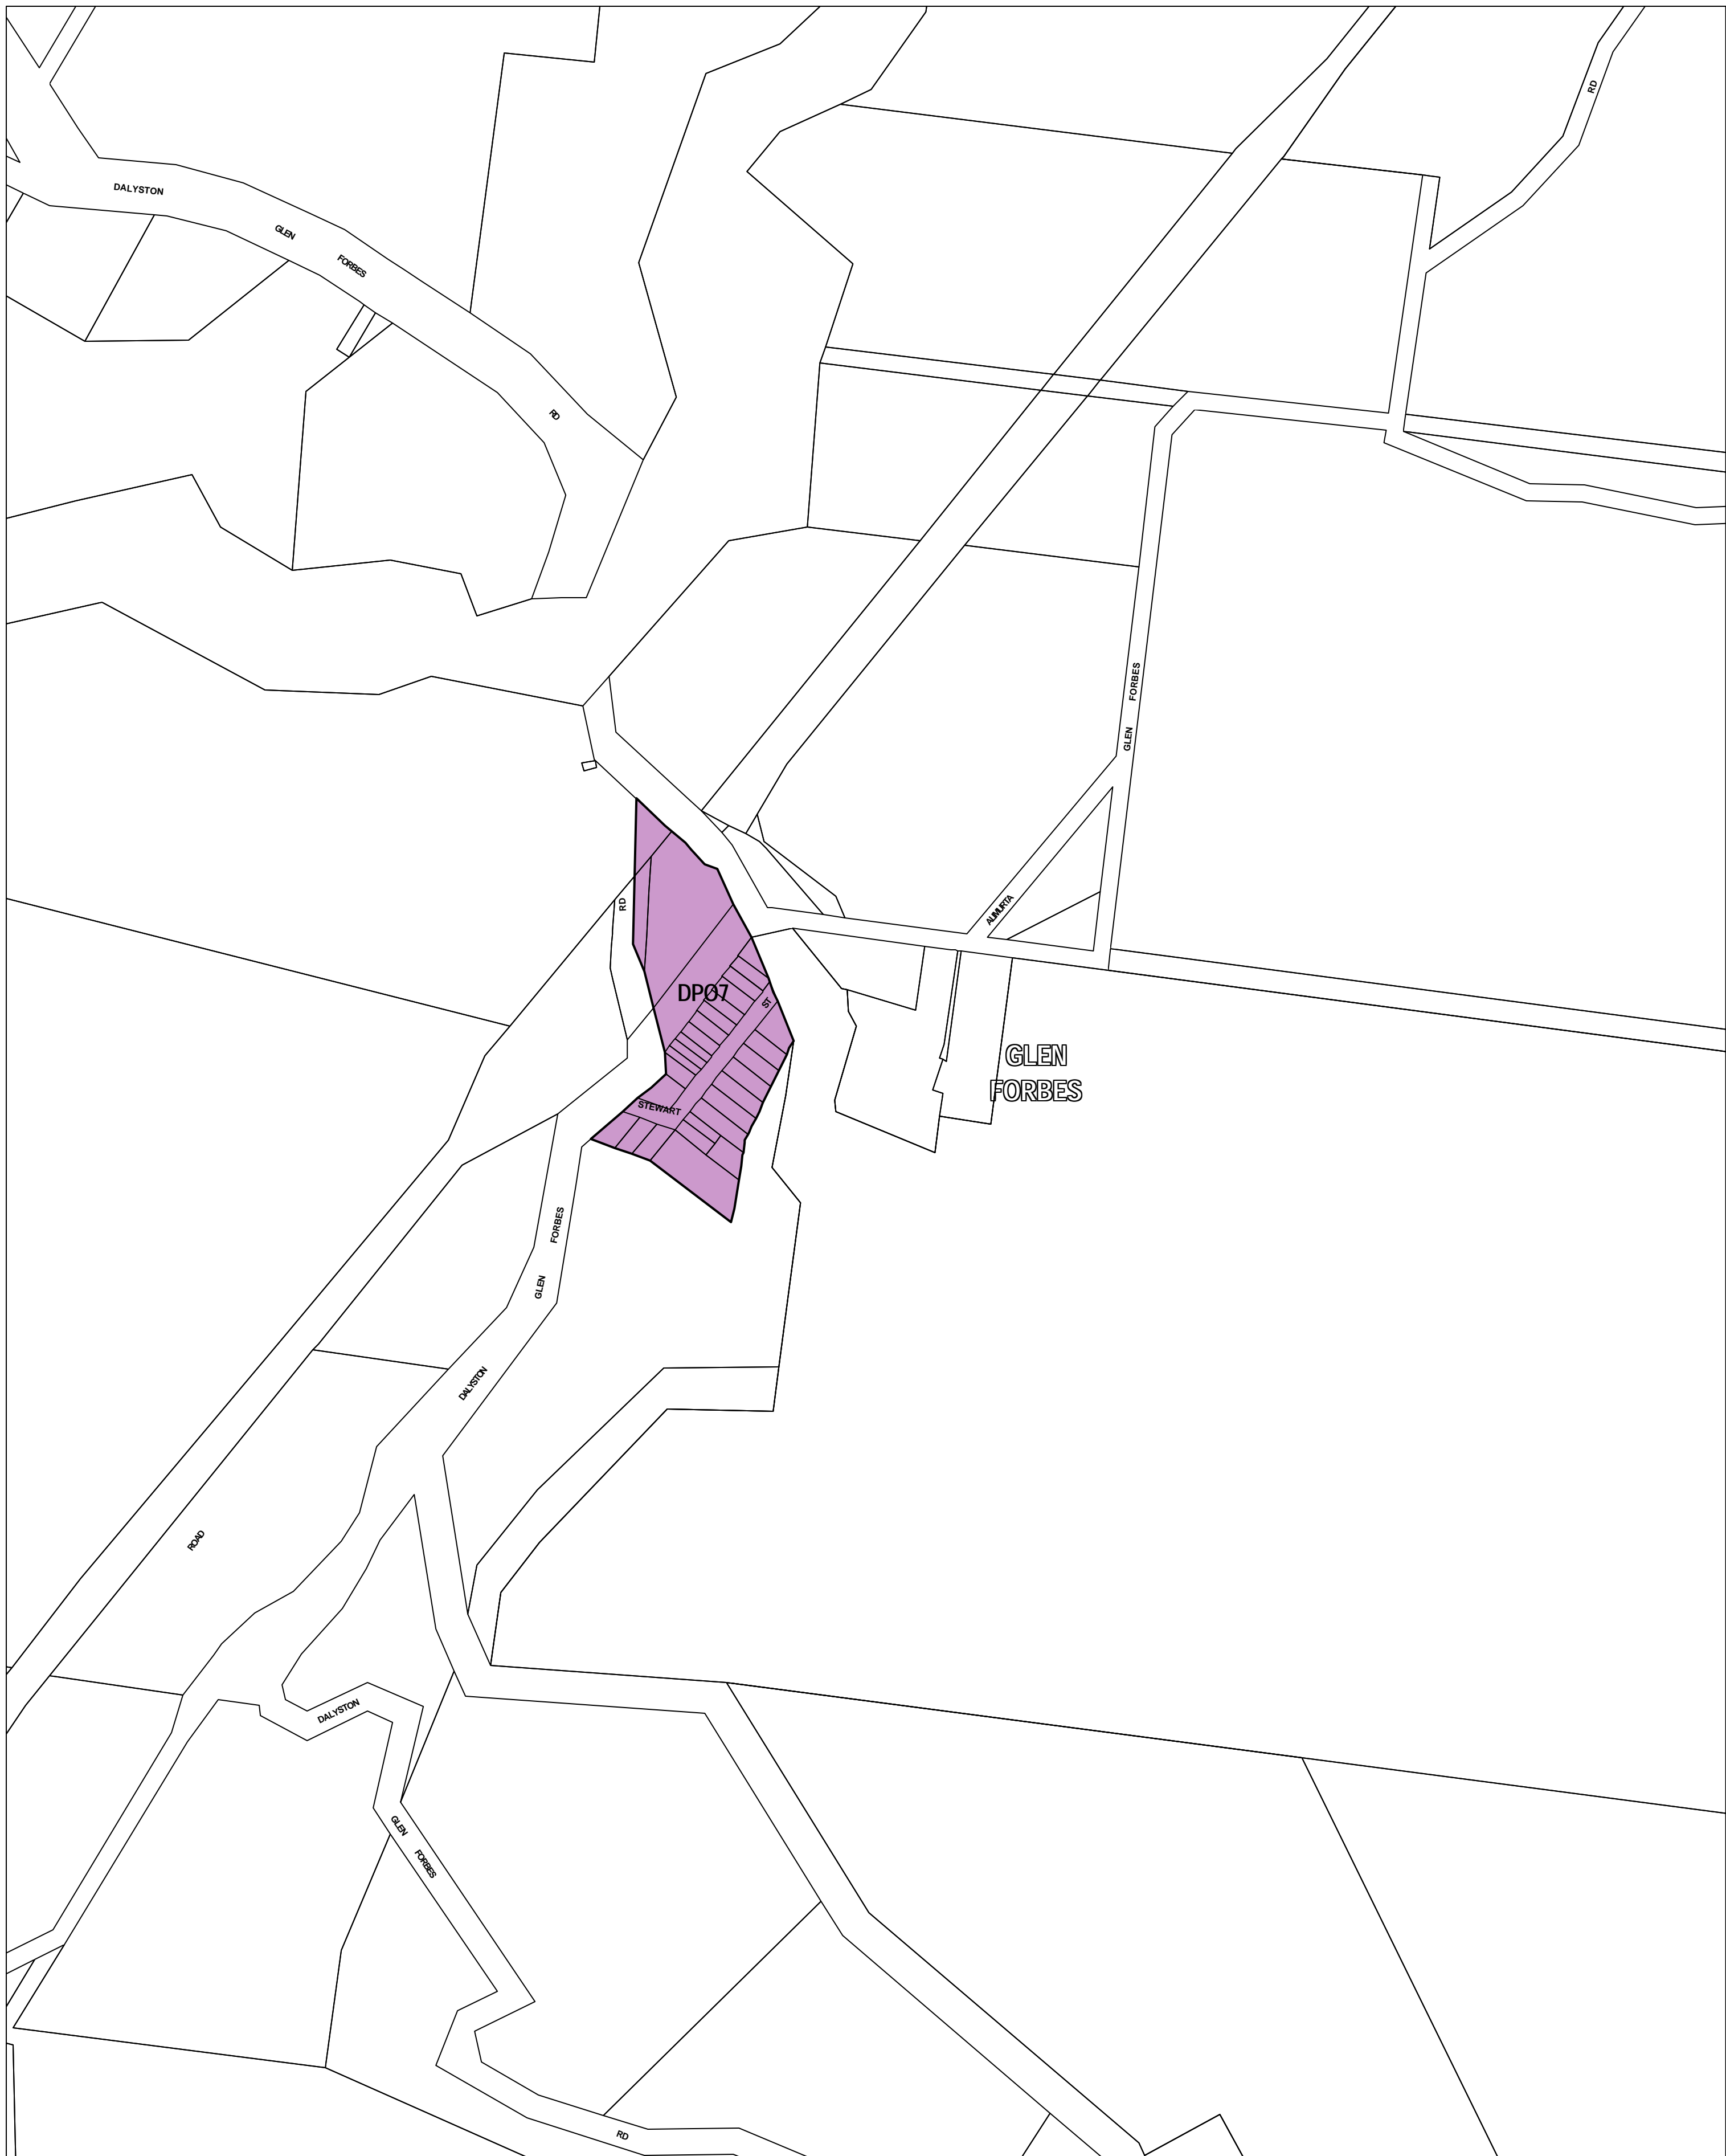 RD
DALYSTON
GLEN
FORBES
RD
FORBES
GLEN
ALMURTA
RD
DPO7
ST
GLEN
FORBES
STEWART
FORBES
GLEN
DALYSTON
ROAD
DALYSTON
GLEN
FORBES
RD